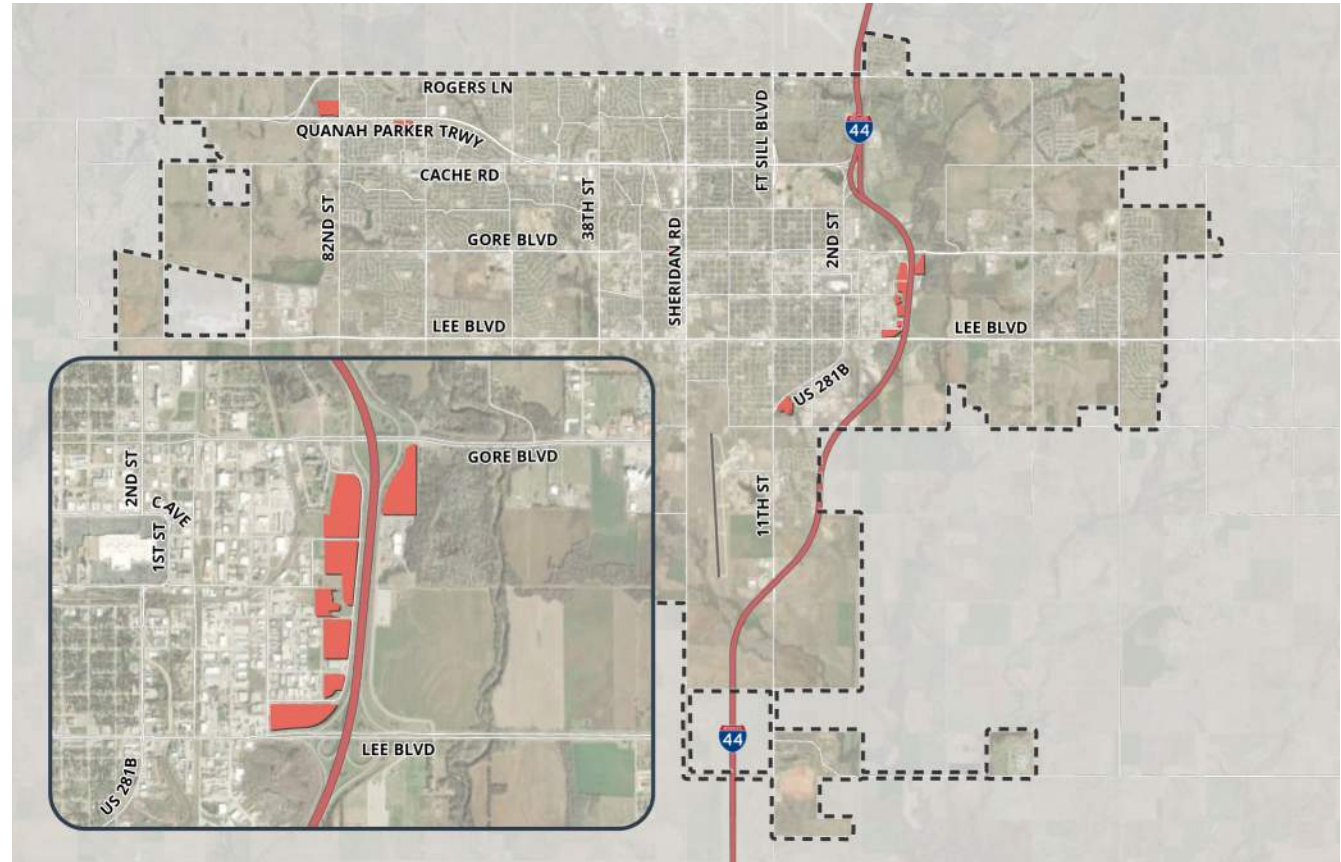 ROGERS LN
QUANAH PARKER TRWY
CACHE RD
82ND ST
38TH ST
FT SILL BLVD
44
GORE BLVD
SHERIDAN RD
2ND ST
LEE BLVD
LEE BLVD
US 281B
11TH ST
44
GORE BLVD
2ND ST
C AVE
1ST ST
LEE BLVD
US 281B